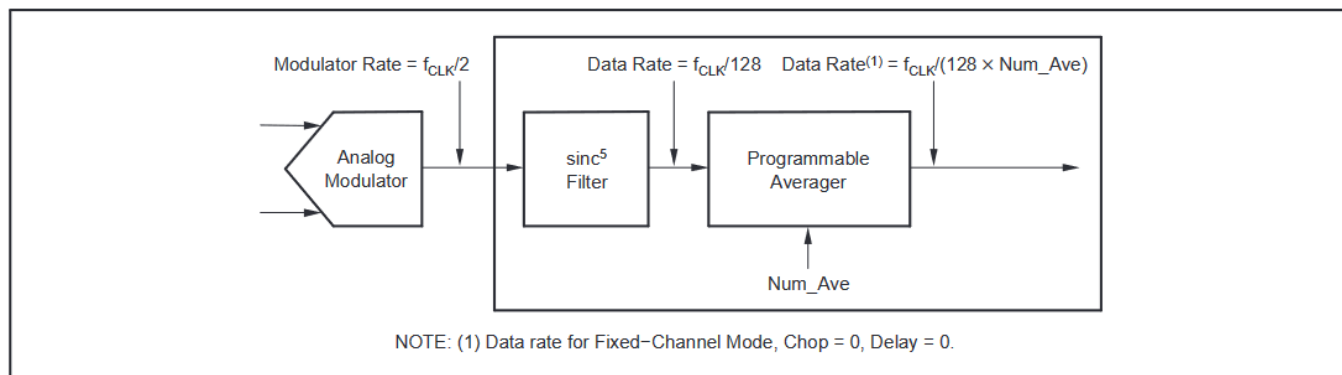 Modulator Rate = fCLK/2
Data Rate = fCLK/128
Data Rate(1) = fCLK/(128 × Num_Ave)
Analog
Modulator
sinc5
Filter
Programmable
Averager
Num_Ave
NOTE: (1) Data rate for Fixed−Channel Mode, Chop = 0, Delay = 0.